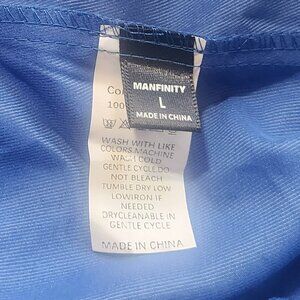 MANFINITY
L
MADE IN CHINA
100
WASH WITH LIKE
COLORS MACHINE
WASH COLD
GENTLE CYCLE.DO
NOT BLEACH
TUMBLE DRY LOW
LOWIRON IF
NEEDED
DRYCLEANABLE IN
GENTLE CYCLE
MADE IN CHINA